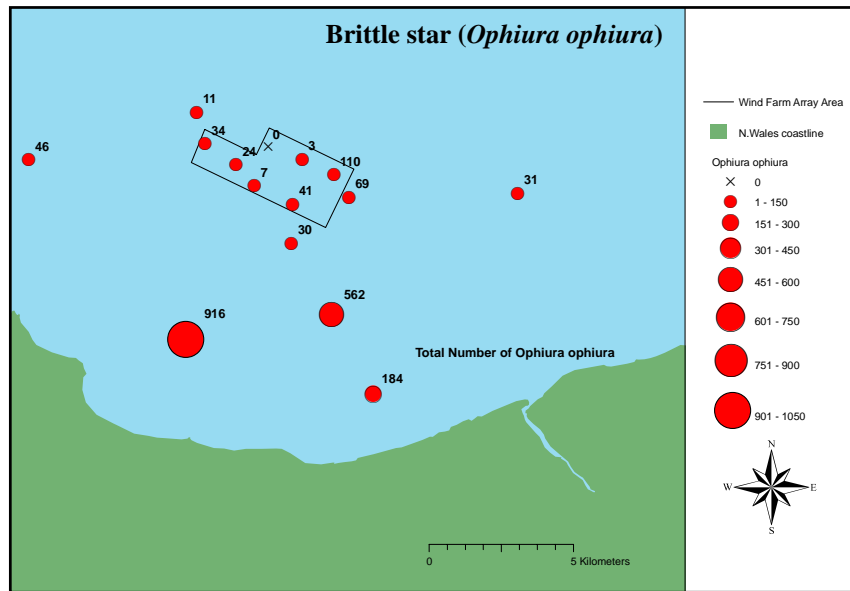 Brittle star (Ophiura ophiura)
11
34
0
46
24
3
110
7
69
41
31
30
562
916
Total Number of Ophiura ophiura
184
0
5 Kilometers
Wind Farm Array Area
N.Wales coastline
Ophiura ophiura
0
1 - 150
151 - 300
301 - 450
451 - 600
601 - 750
751 - 900
901 - 1050
N
W
E
S